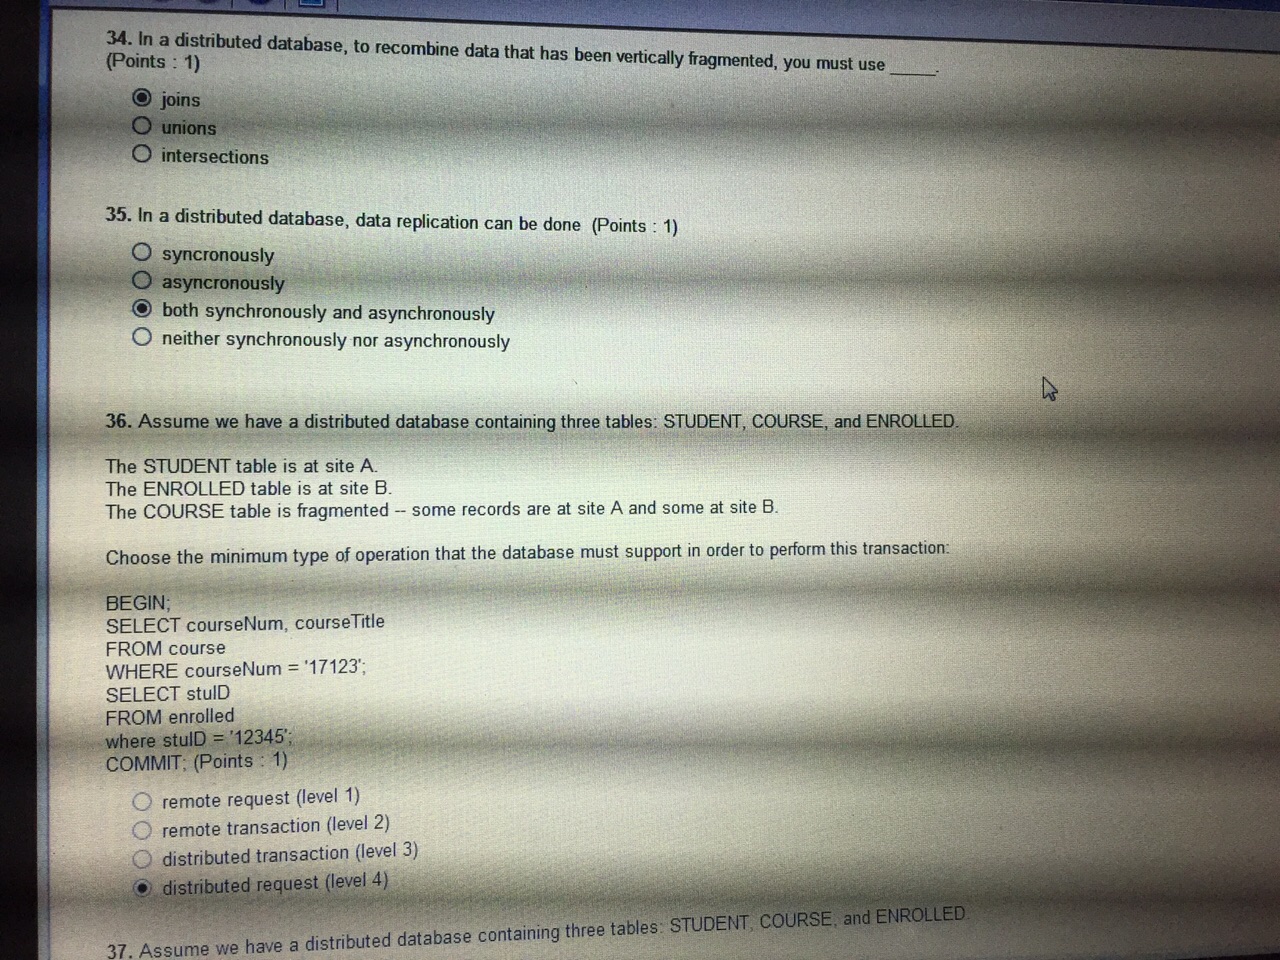 34. In a distributed database, to recombine data that has been vertically fragmented, you must use _____.
(Points : 1)
joins
unions
intersections
35. In a distributed database, data replication can be done (Points : 1)
syncronously
asyncronously
both synchronously and asynchronously
neither synchronously nor asynchronously
36. Assume we have a distributed database containing three tables: STUDENT, COURSE, and ENROLLED.
The STUDENT table is at site A.
The ENROLLED table is at site B.
The COURSE table is fragmented -- some records are at site A and some at site B.
Choose the minimum type of operation that the database must support in order to perform this transaction:
BEGIN;
SELECT courseNum, courseTitle
FROM course
WHERE courseNum = '17123';
SELECT stuID
FROM enrolled
where stuID = '12345';
COMMIT; (Points : 1)
remote request (level 1)
remote transaction (level 2)
distributed transaction (level 3)
distributed request (level 4)
37. Assume we have a distributed database containing three tables: STUDENT, COURSE, and ENROLLED.